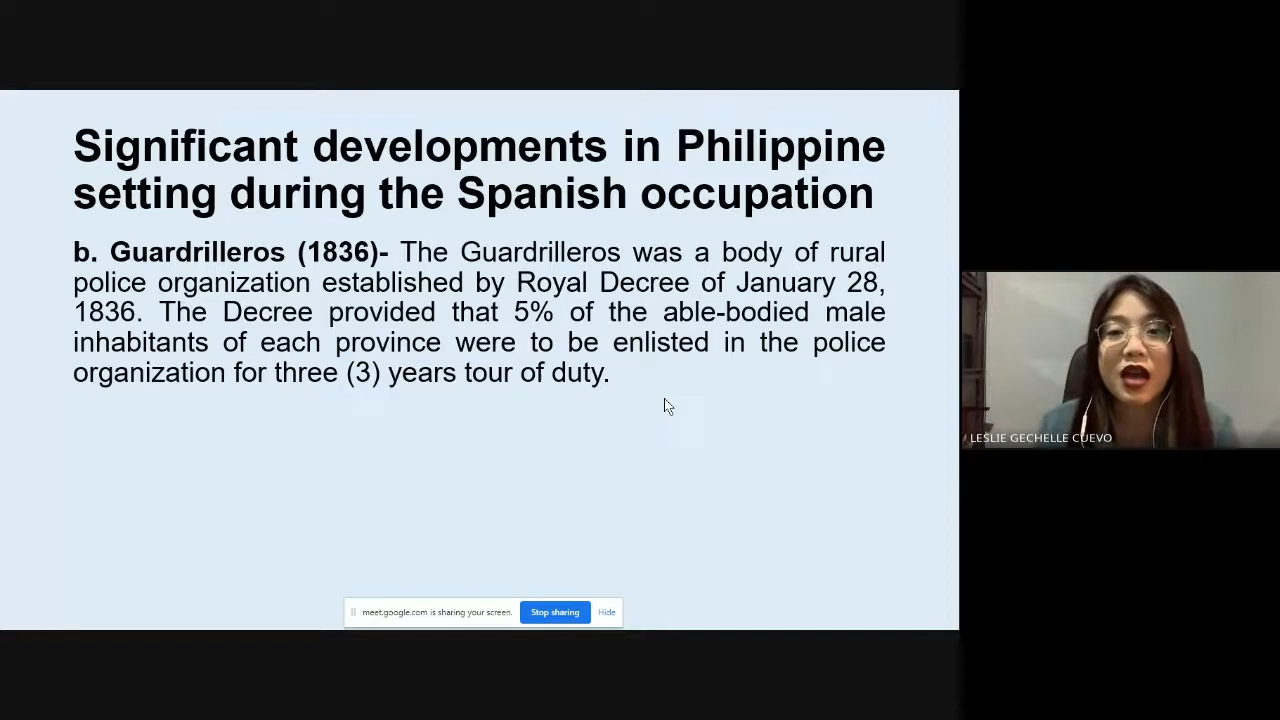 Significant developments in Philippine
setting during the Spanish occupation
b. Guardrilleros (1836)- The Guardrilleros was a body of rural
police organization established by Royal Decree of January 28,
1836. The Decree provided that 5% of the able-bodied male
inhabitants of each province were to be enlisted in the police
organization for three (3) years tour of duty.
LESLIE GECHELLE CUEVO
meet.google.com is sharing your screen. Stop sharing Hide